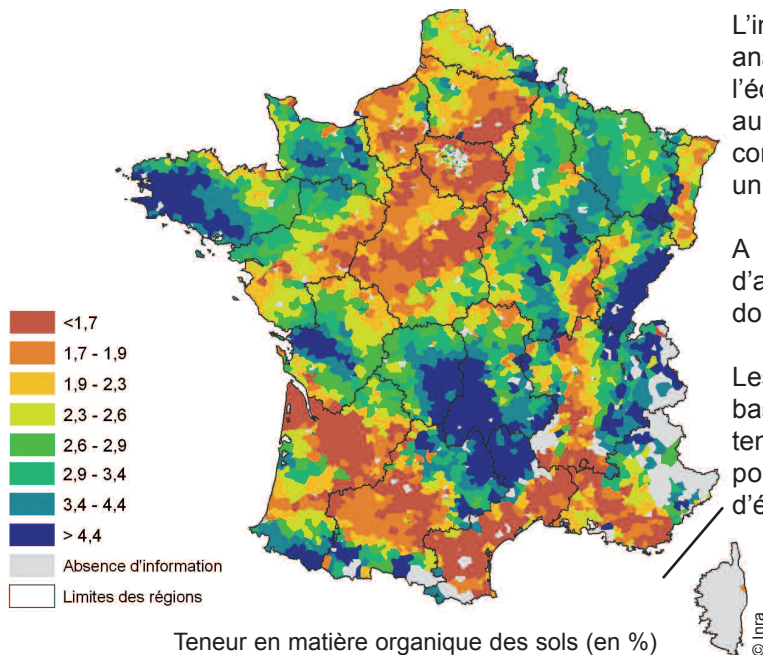 L'in
ana
l'éc
au
cor
un
A
d'a
do
Les
bas
ten
po
d'é
<1,7
1,7 - 1,9
1,9 - 2,3
2,3 - 2,6
2,6 - 2,9
2,9 - 3,4
3,4 - 4,4
> 4,4
Absence d'information
Limites des régions
Teneur en matière organique des sols (en %)
© Inra